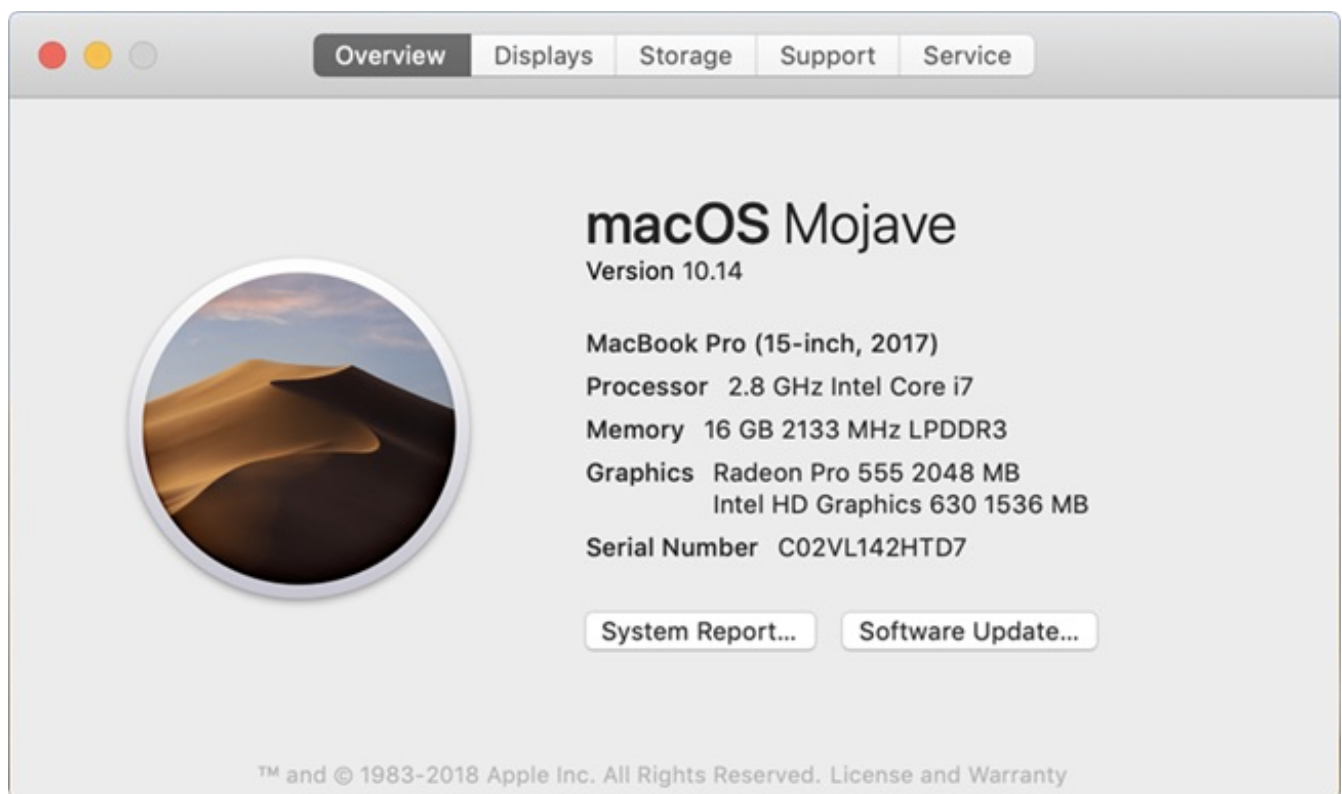 Overview Displays Storage Support Service
macOS Mojave
Version 10.14
MacBook Pro (15-inch, 2017)
Processor 2.8 GHz Intel Core i7
Memory 16 GB 2133 MHz LPDDR3
Graphics Radeon Pro 555 2048 MB
Intel HD Graphics 630 1536 MB
Serial Number C02VL142HTD7
System Report... Software Update...
™ and © 1983-2018 Apple Inc. All Rights Reserved. License and Warranty